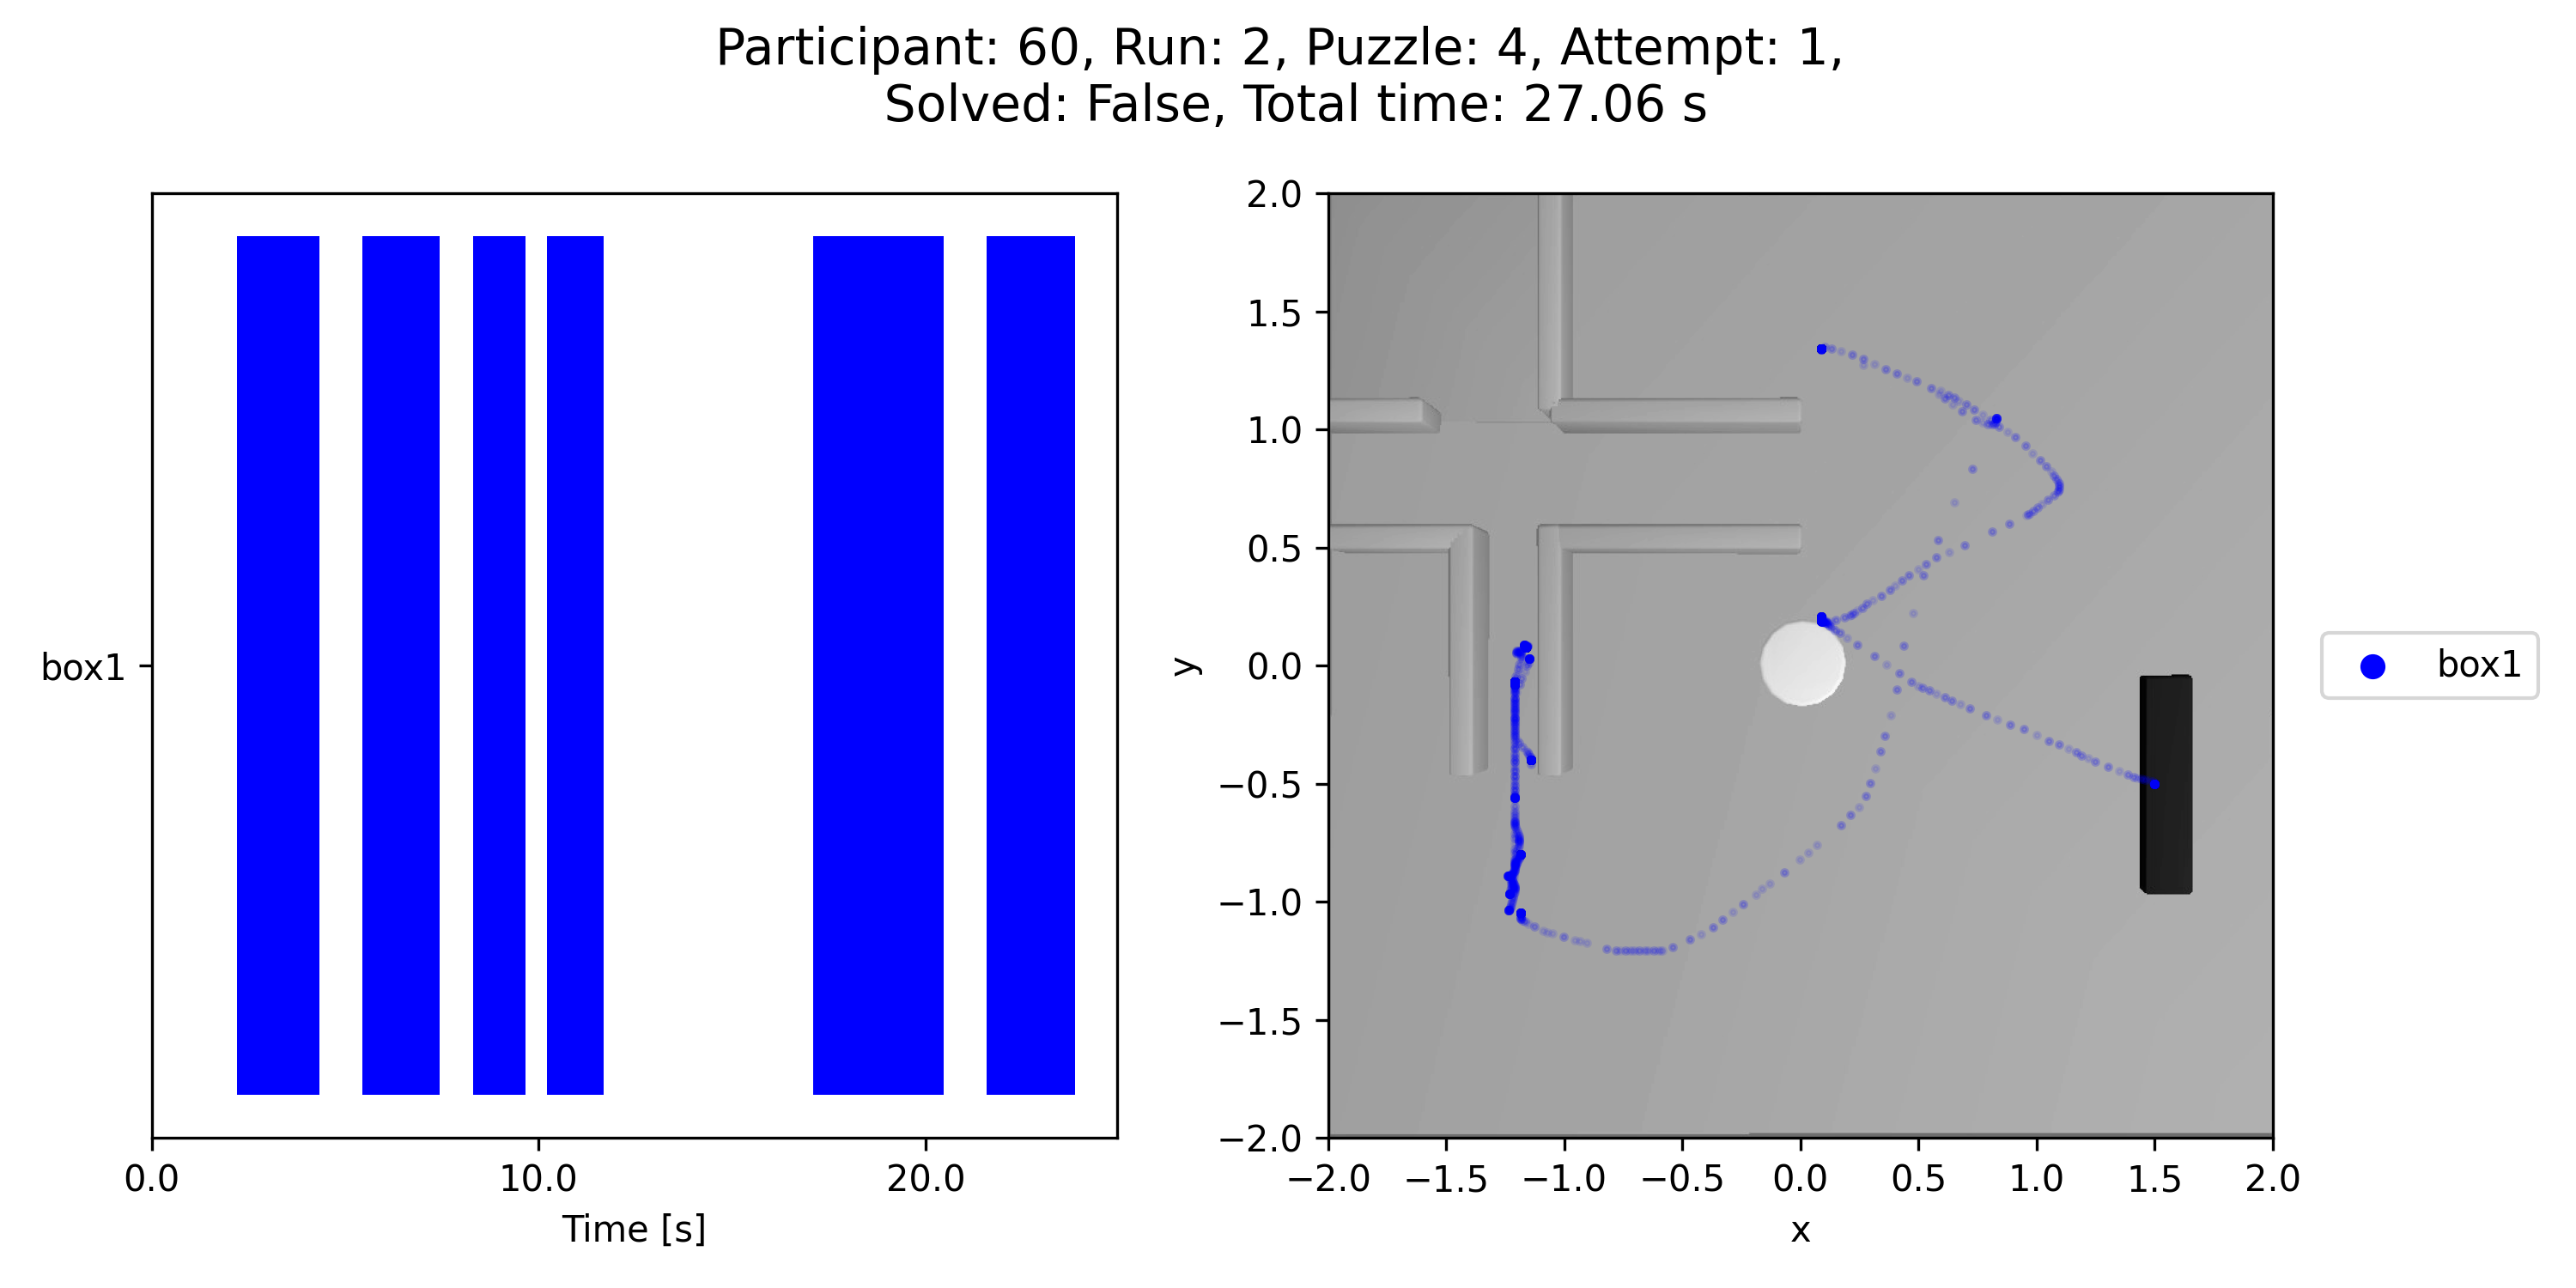 Participant: 60, Run: 2, Puzzle: 4, Attempt: 1,
Solved: False, Total time: 27.06 s
box1
0.0 10.0 20.0
Time [s]
2.0
1.5
1.0
0.5
0.0
−0.5
−1.0
−1.5
−2.0
y
−2.0 −1.5 −1.0 −0.5 0.0 0.5 1.0 1.5 2.0
x
box1